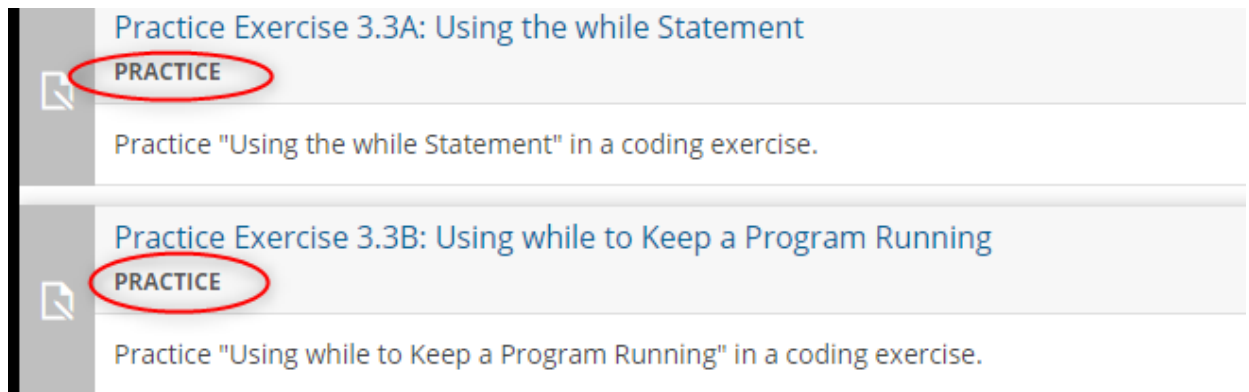 Practice Exercise 3.3A: Using the while Statement
PRACTICE
Practice "Using the while Statement" in a coding exercise.
Practice Exercise 3.3B: Using while to Keep a Program Running
PRACTICE
Practice "Using while to Keep a Program Running" in a coding exercise.